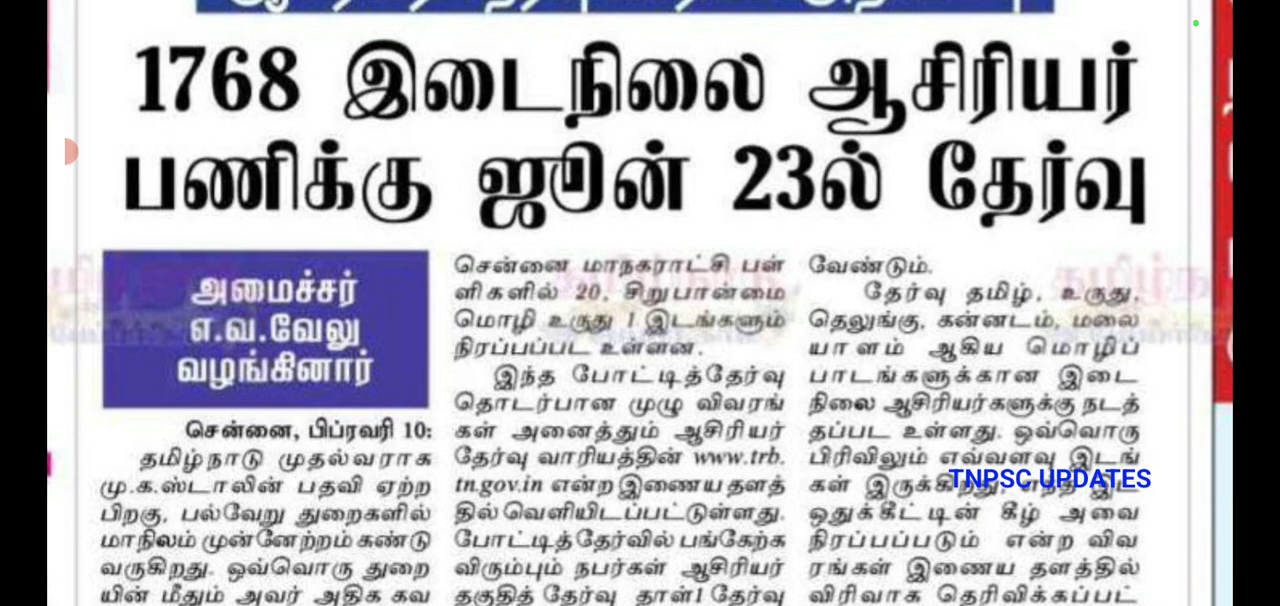 1768 இடைநிலை ஆசிரியர்
பணிக்கு ஜூன் 23ல் தேர்வு
அமைச்சர்
எ.வ.வேலு
வழங்கினார்
சென்னை, பிப்ரவரி 10:
தமிழ்நாடு முதல்வராக
மு.க.ஸ்டாலின் பதவி ஏற்ற
பிறகு, பல்வேறு துறைகளில்
மாநிலம் முன்னேற்றம் கண்டு
வருகிறது. ஒவ்வொரு துறை
யின் மீதும் அவர் அதிக கவ
சென்னை மாநகராட்சி பள்
ளிகளில் 20, சிறுபான்மை
மொழி உருது 1 இடங்களும்
நிரப்பப்பட உள்ளன.
இந்த போட்டித்தேர்வு
தொடர்பான முழு விவரங்
கள் அனைத்தும் ஆசிரியர்
தேர்வு வாரியத்தின் www.trb.
tn.gov.in என்ற இணைய தளத்
தில் வெளியிடப்பட்டுள்ளது.
போட்டித்தேர்வில் பங்கேற்க
விரும்பும் நபர்கள் ஆசிரியர்
தகுதித் தேர்வு தாள்1 தேர்வு
வேண்டும்.
தேர்வு தமிழ், உருது,
தெலுங்கு, கன்னடம், மலை
யாளம் ஆகிய மொழிப்
பாடங்களுக்கான இடை
நிலை ஆசிரியர்களுக்கு நடத்
தப்பட உள்ளது. ஒவ்வொரு
பிரிவிலும் எவ்வளவு இடங்
கள் இருக்கிறது,
ஒதுக்கீட்டின் கீழ் அவை
நிரப்பப்படும் என்ற விவ
ரங்கள் இணைய தளத்தில்
விரிவாக தெரிவிக்கப்பட்
TNPSC UPDATES